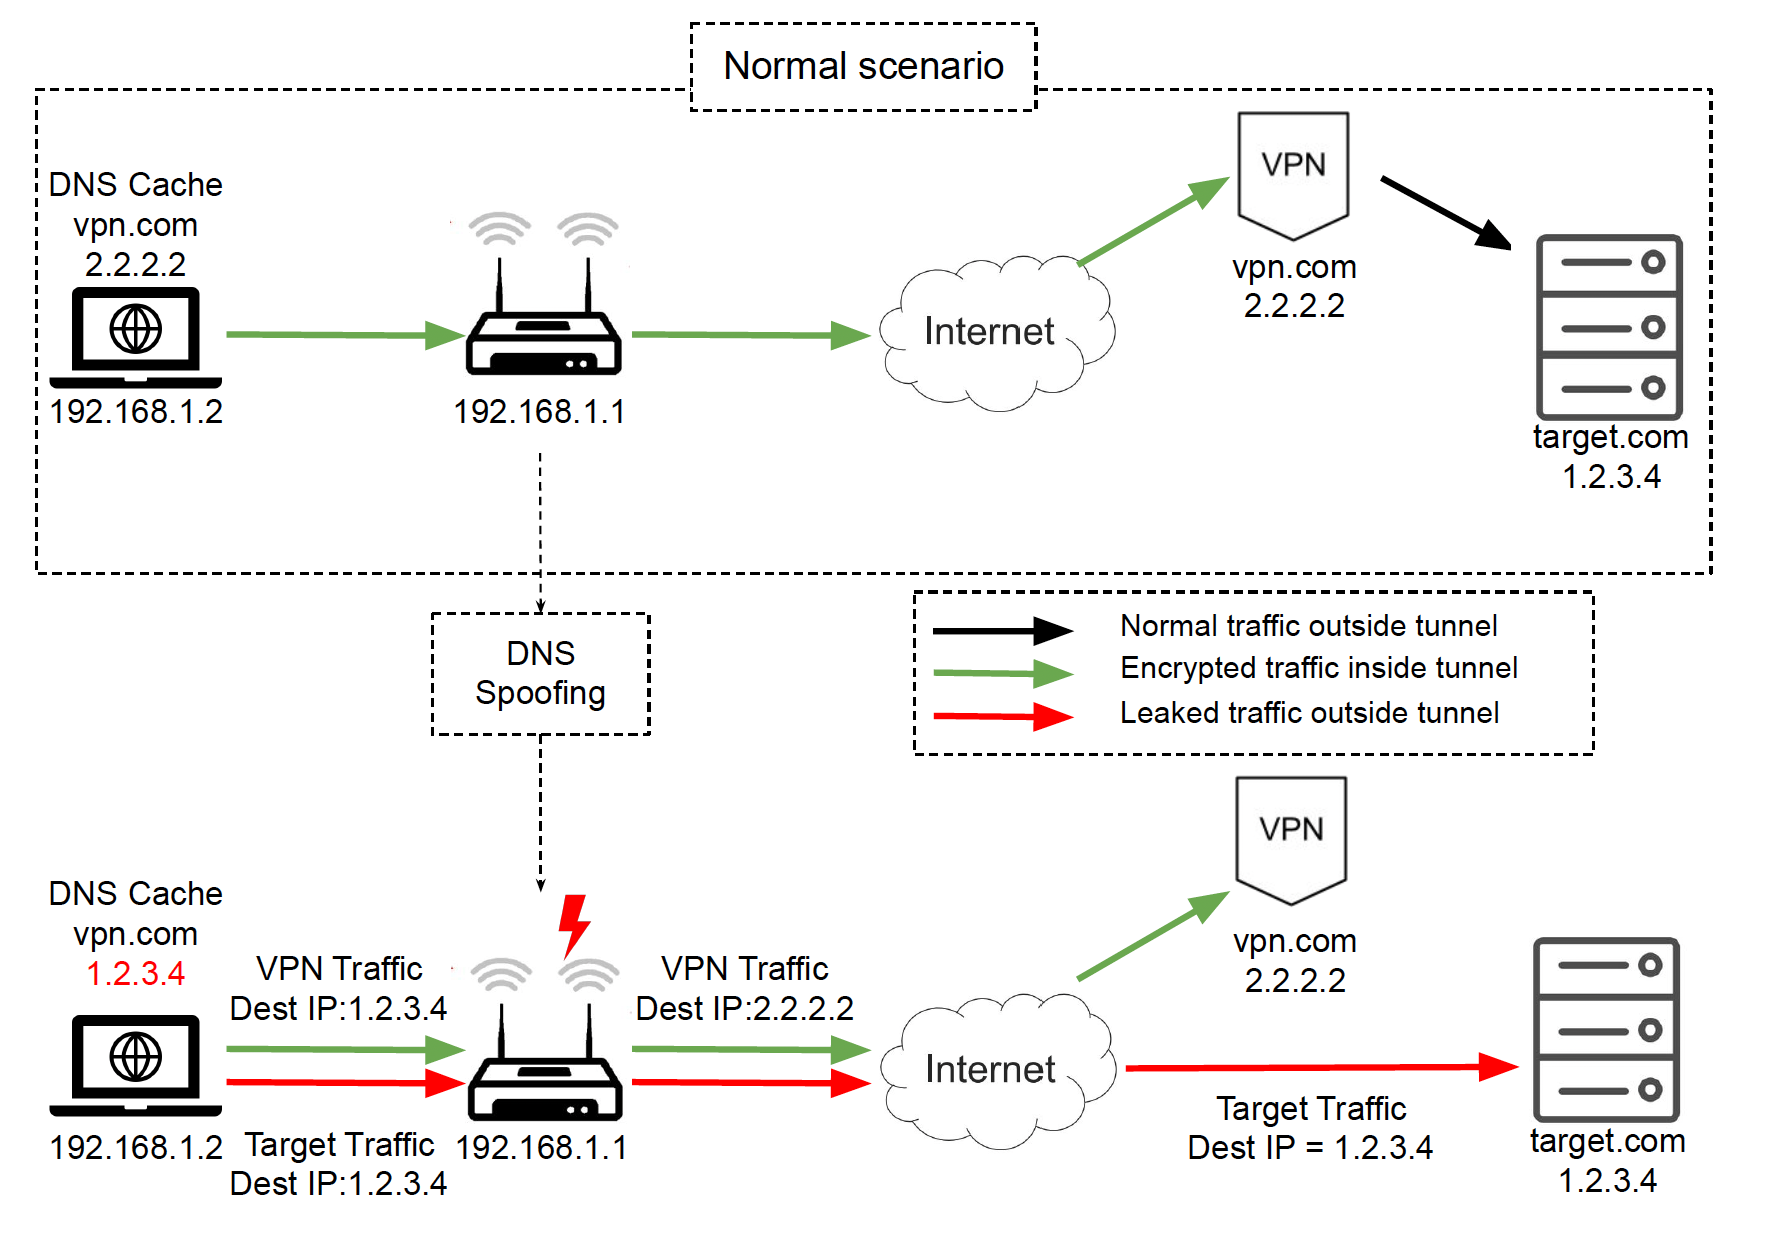 Normal scenario
DNS Cache
vpn.com
2.2.2.2
192.168.1.2
192.168.1.1
Internet
VPN
vpn.com
2.2.2.2
target.com
1.2.3.4
DNS
Spoofing
Normal traffic outside tunnel
Encrypted traffic inside tunnel
Leaked traffic outside tunnel
DNS Cache
vpn.com
1.2.3.4
192.168.1.2
VPN Traffic
Dest IP:1.2.3.4
Target Traffic
Dest IP:1.2.3.4
192.168.1.1
VPN Traffic
Dest IP:2.2.2.2
Internet
VPN
vpn.com
2.2.2.2
Target Traffic
Dest IP = 1.2.3.4
target.com
1.2.3.4